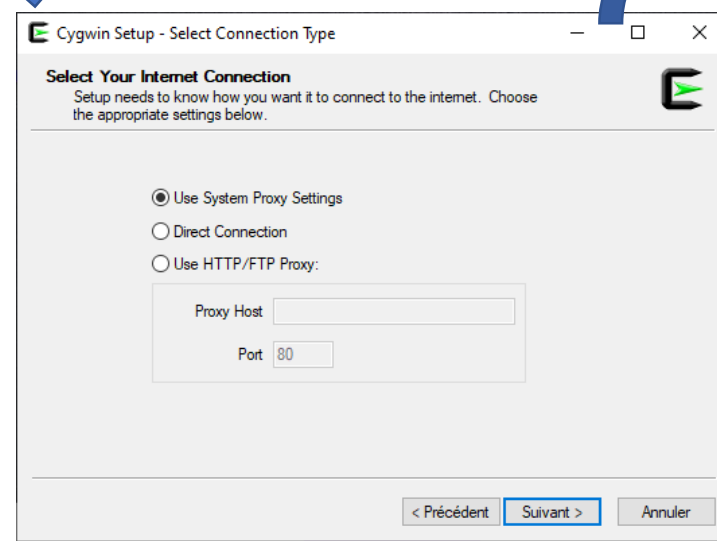 Cygwin Setup - Select Connection Type
Select Your Internet Connection
Setup needs to know how you want it to connect to the internet. Choose
the appropriate settings below.
Use System Proxy Settings
Direct Connection
Use HTTP/FTP Proxy:
Proxy Host
Port 80
< Précédent Suivant > Annuler